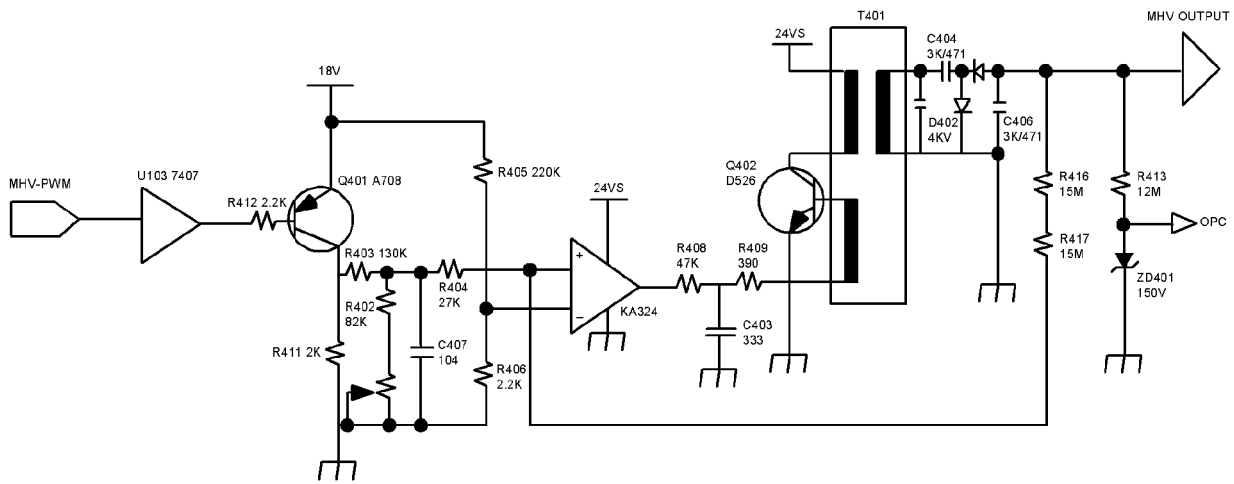 T401
MHV OUTPUT
24VS
C404
3K/471
18V
D402
4KV
C406
3K/471
MHV-PWM
U103 7407
Q401 A708
R405 220K
24VS
Q402
D526
R416
15M
R413
12M
R412 2.2K
OPC
R403 130K
R404
27K
+
R408
47K
R409
390
R417
15M
ZD401
150V
R402
82K
−
KA324
C403
333
R411 2K
C407
104
R406
2.2K